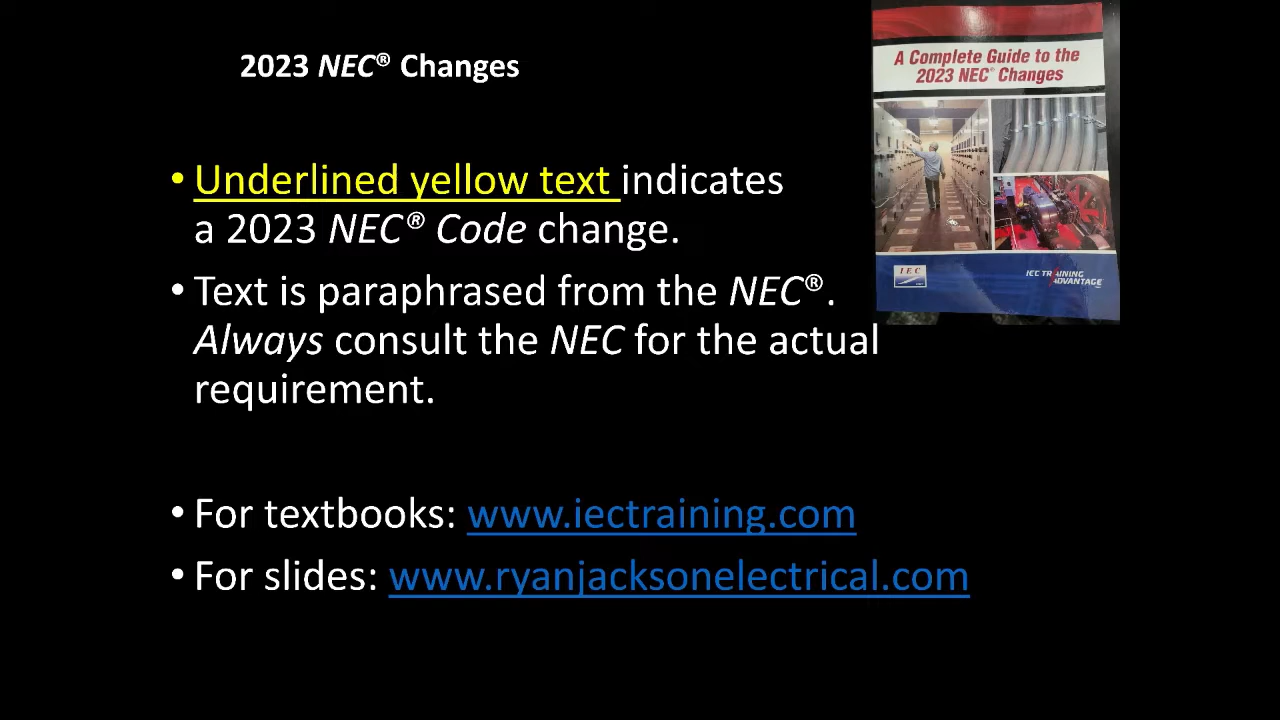 2023 NEC® Changes
A Complete Guide to the
2023 NEC® Changes
• Underlined yellow text indicates
a 2023 NEC® Code change.
• Text is paraphrased from the NEC®.
Always consult the NEC for the actual
requirement.
IEC
IEC TRAINING
ADVANTAGE
• For textbooks: www.iectraining.com
• For slides: www.ryanjacksonelectrical.com